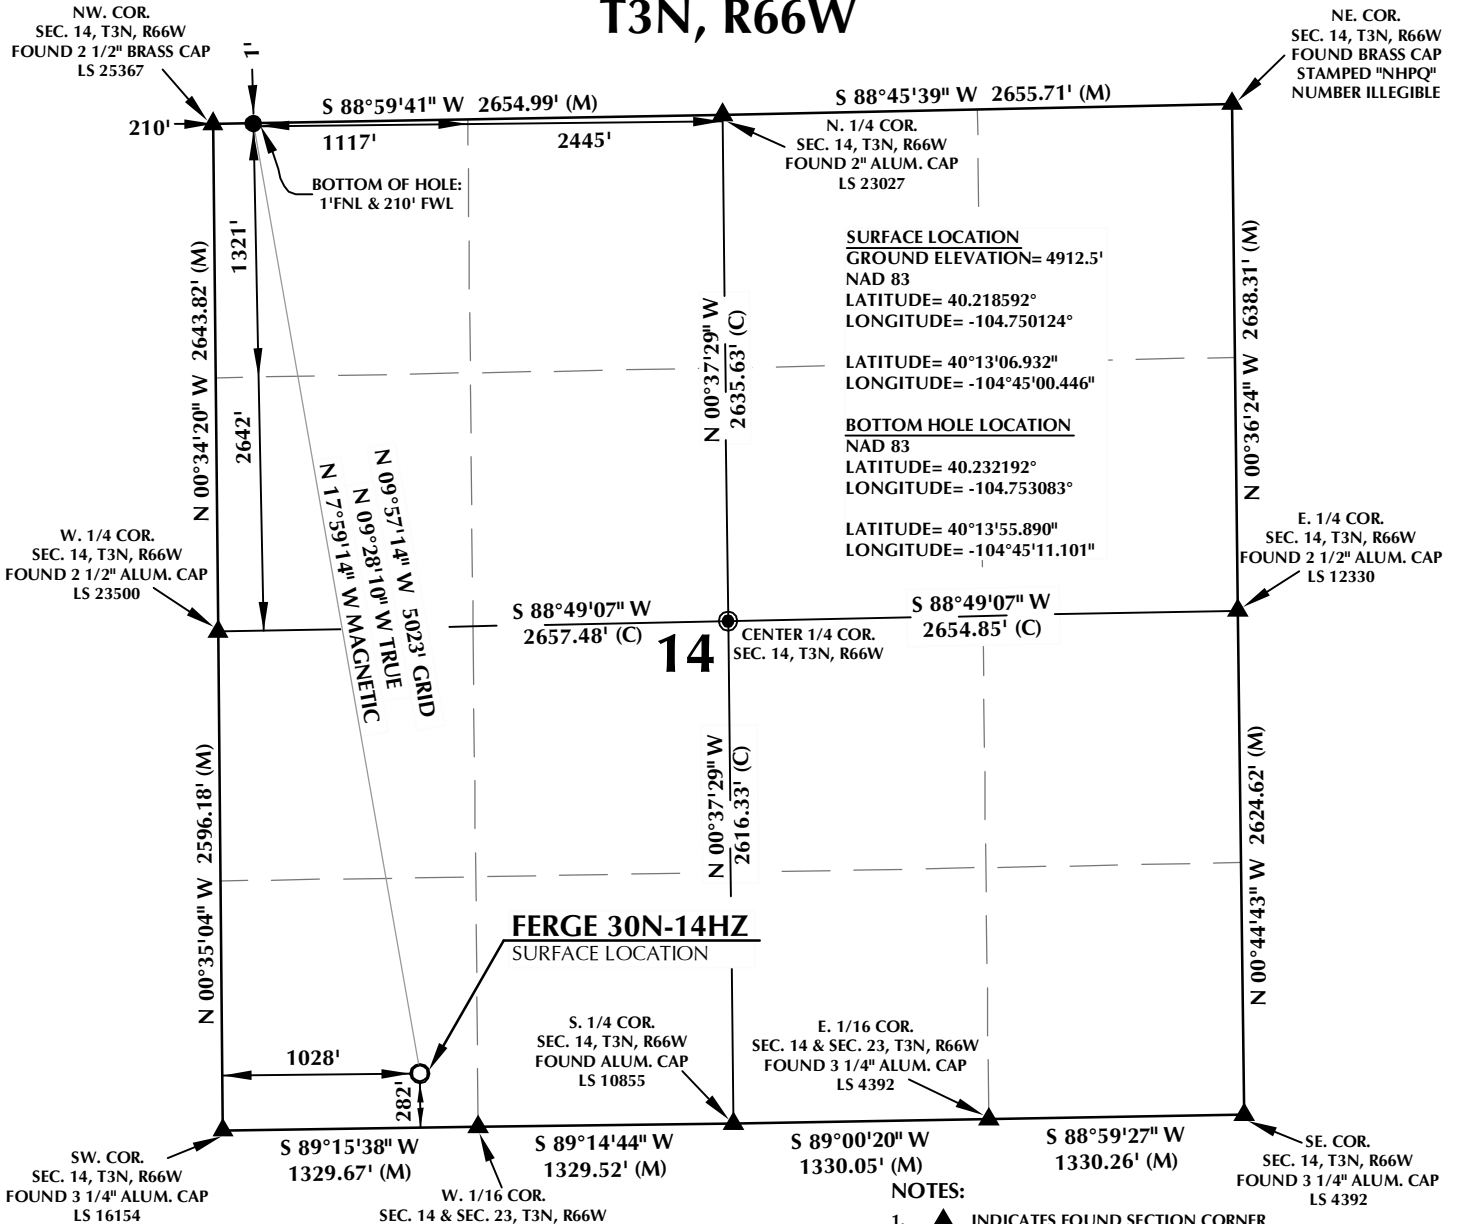 T3N, R66W
NW. COR.
SEC. 14, T3N, R66W
FOUND 2 1/2" BRASS CAP
LS 25367
1'
NE. COR.
SEC. 14, T3N, R66W
FOUND BRASS CAP
STAMPED "NHPQ"
NUMBER ILLEGIBLE
S 88°59'41" W 2654.99' (M)
S 88°45'39" W 2655.71' (M)
210'
1117'
2445'
N. 1/4 COR.
SEC. 14, T3N, R66W
FOUND 2" ALUM. CAP
LS 23027
BOTTOM OF HOLE:
1'FNL & 210' FWL
1321'
2642'
N 00°34'20" W 2643.82' (M)
N 00°37'29" W
2635.63' (C)
SURFACE LOCATION
GROUND ELEVATION= 4912.5'
NAD 83
LATITUDE= 40.218592°
LONGITUDE= -104.750124°
LATITUDE= 40°13'06.932"
LONGITUDE= -104°45'00.446"
BOTTOM HOLE LOCATION
NAD 83
LATITUDE= 40.232192°
LONGITUDE= -104.753083°
LATITUDE= 40°13'55.890"
LONGITUDE= -104°45'11.101"
N 00°36'24" W 2638.31' (M)
N 09°57'14" W 5023' GRID
N 09°28'10" W TRUE
N 17°59'14" W MAGNETIC
W. 1/4 COR.
SEC. 14, T3N, R66W
FOUND 2 1/2" ALUM. CAP
LS 23500
E. 1/4 COR.
SEC. 14, T3N, R66W
FOUND 2 1/2" ALUM. CAP
LS 12330
S 88°49'07" W
2657.48' (C)
S 88°49'07" W
2654.85' (C)
14
CENTER 1/4 COR.
SEC. 14, T3N, R66W
N 00°35'04" W 2596.18' (M)
N 00°37'29" W
2616.33' (C)
N 00°44'43" W 2624.62' (M)
FERGE 30N-14HZ
SURFACE LOCATION
1028'
282'
S. 1/4 COR.
SEC. 14, T3N, R66W
FOUND ALUM. CAP
LS 10855
E. 1/16 COR.
SEC. 14 & SEC. 23, T3N, R66W
FOUND 3 1/4" ALUM. CAP
LS 4392
S 89°15'38" W
1329.67' (M)
S 89°14'44" W
1329.52' (M)
S 89°00'20" W
1330.05' (M)
S 88°59'27" W
1330.26' (M)
SW. COR.
SEC. 14, T3N, R66W
FOUND 3 1/4" ALUM. CAP
LS 16154
W. 1/16 COR.
SEC. 14 & SEC. 23, T3N, R66W
SE. COR.
SEC. 14, T3N, R66W
FOUND 3 1/4" ALUM. CAP
LS 4392
NOTES:
1. INDICATES FOUND SECTION CORNER